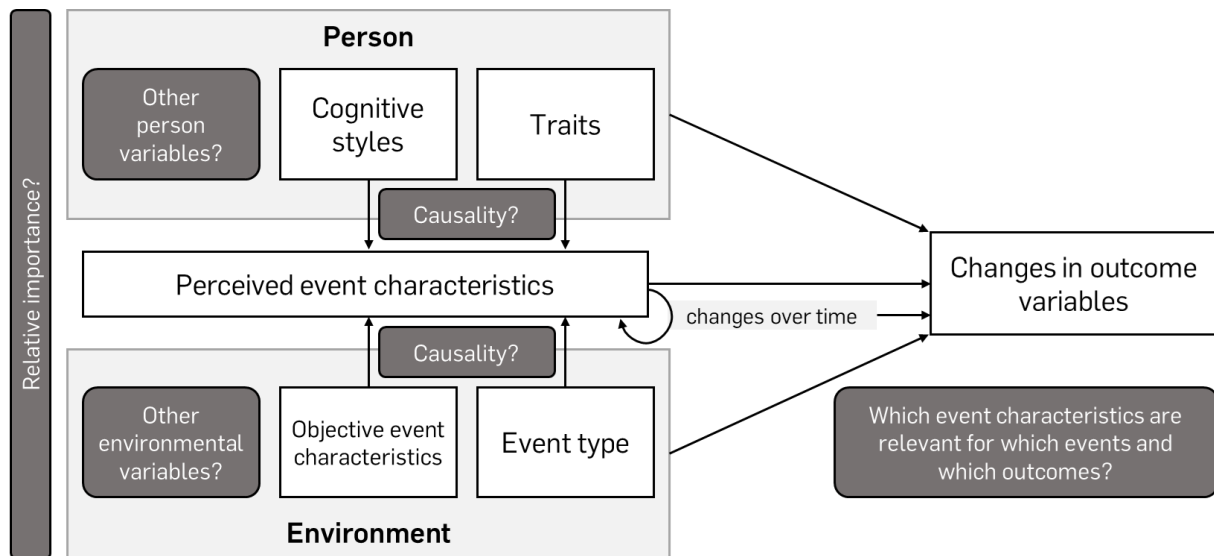 Relative importance?
Person
Other
person
variables?
Cognitive
styles
Traits
Causality?
Perceived event characteristics
changes over time
Changes in outcome
variables
Causality?
Other
environmental
variables?
Objective event
characteristics
Event type
Environment
Which event characteristics are
relevant for which events and
which outcomes?